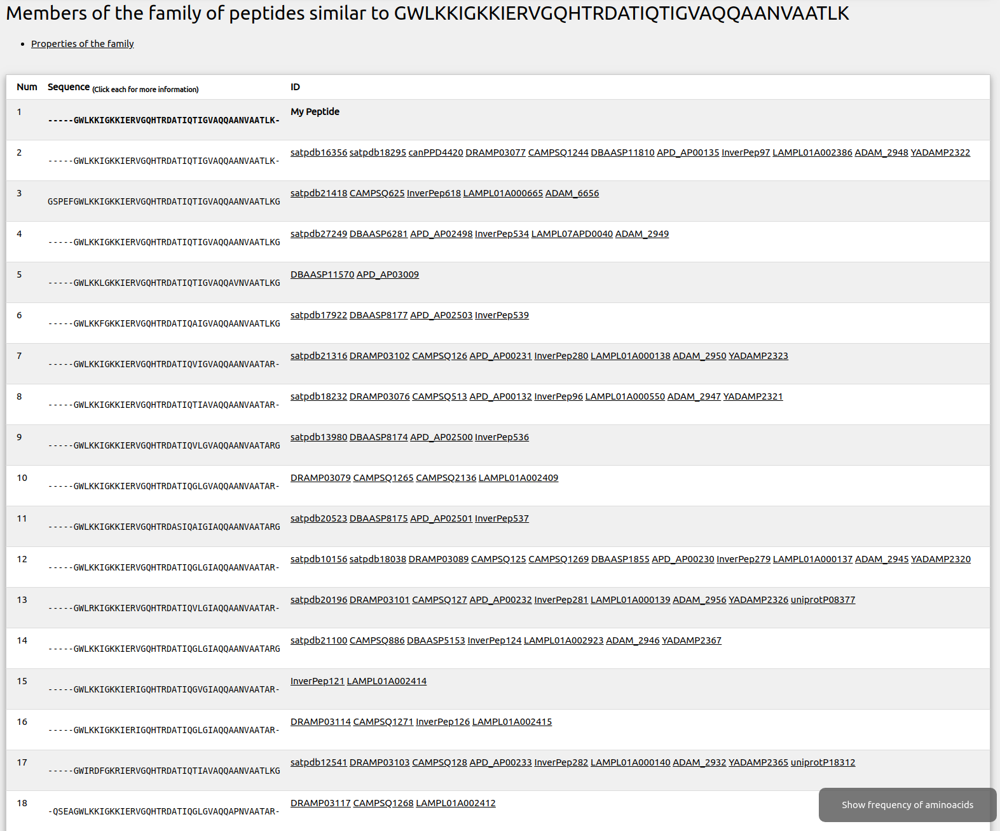 Members of the family of peptides similar to GWLKKIGKKIERVGQHTRDATIQTIGVAQQAANVAATLK
• Properties of the family
Num Sequence (Click each for more information) ID
1 -----GWLKKIGKKIERVGQHTRDATIQTIGVAQQAANVAATLK- My Peptide
2 -----GWLKKIGKKIERVGQHTRDATIQTIGVAQQAANVAATLK- satpdb16356 satpdb18295 canPPD4420 DRAMP03077 CAMPSQ1244 DBAASP11810 APD_AP00135 InverPep97 LAMPL01A002386 ADAM_2948 YADAMP2322
3 GSPEFGWLKKIGKKIERVGQHTRDATIQTIGVAQQAANVAATLKG satpdb21418 CAMPSQ625 InverPep618 LAMPL01A000665 ADAM_6656
4 -----GWLKKIGKKIERVGQHTRDATIQTIGVAQQAANVAATLKG satpdb27249 DBAASP6281 APD_AP02498 InverPep534 LAMPL07APD0040 ADAM_2949
5 -----GWLKKLGKKIERVGQHTRDATIQTIGVAQQAVNVAATLKG DBAASP11570 APD_AP03009
6 -----GWLKKFGKKIERVGQHTRDATIQAIGVAQQAANVAATLKG satpdb17922 DBAASP8177 APD_AP02503 InverPep539
7 -----GWLKKIGKKIERVGQHTRDATIQVIGVAQQAANVAATAR- satpdb21316 DRAMP03102 CAMPSQ126 APD_AP00231 InverPep280 LAMPL01A000138 ADAM_2950 YADAMP2323
8 -----GWLKKIGKKIERVGQHTRDATIQTIAVAQQAANVAATAR- satpdb18232 DRAMP03076 CAMPSQ513 APD_AP00132 InverPep96 LAMPL01A000550 ADAM_2947 YADAMP2321
9 -----GWLKKIGKKIERVGQHTRDATIQVLGVAQQAANVAATARG satpdb13980 DBAASP8174 APD_AP02500 InverPep536
10 -----GWLKKIGKKIERVGQHTRDATIQGLGVAQQAANVAATAR- DRAMP03079 CAMPSQ1265 CAMPSQ2136 LAMPL01A002409
11 -----GWLKKIGKKIERVGQHTRDASIQAIGIAQQAANVAATARG satpdb20523 DBAASP8175 APD_AP02501 InverPep537
12 -----GWLKKIGKKIERVGQHTRDATIQGLGIAQQAANVAATAR- satpdb10156 satpdb18038 DRAMP03089 CAMPSQ125 CAMPSQ1269 DBAASP1855 APD_AP00230 InverPep279 LAMPL01A000137 ADAM_2945 YADAMP2320
13 -----GWLRKIGKKIERVGQHTRDATIQVLGIAQQAANVAATAR- satpdb20196 DRAMP03101 CAMPSQ127 APD_AP00232 InverPep281 LAMPL01A000139 ADAM_2956 YADAMP2326 uniprotP08377
14 -----GWLKKIGKKIERVGQHTRDATIQGLGIAQQAANVAATARG satpdb21100 CAMPSQ886 DBAASP5153 InverPep124 LAMPL01A002923 ADAM_2946 YADAMP2367
15 -----GWLKKIGKKIERIGQHTRDATIQGVGIAQQAANVAATAR- InverPep121 LAMPL01A002414
16 -----GWLKKIGKKIERIGQHTRDATIQGLGIAQQAANVAATAR- DRAMP03114 CAMPSQ1271 InverPep126 LAMPL01A002415
17 -----GWIRDFGKRIERVGQHTRDATIQTIAVAQQAANVAATLKG satpdb12541 DRAMP03103 CAMPSQ128 APD_AP00233 InverPep282 LAMPL01A000140 ADAM_2932 YADAMP2365 uniprotP18312
18 -QSEAGWLKKIGKKIERVGQHTRDATIQGLGVAQQAPNVAATAR- DRAMP03117 CAMPSQ1268 LAMPL01A002412
Show frequency of aminoacids